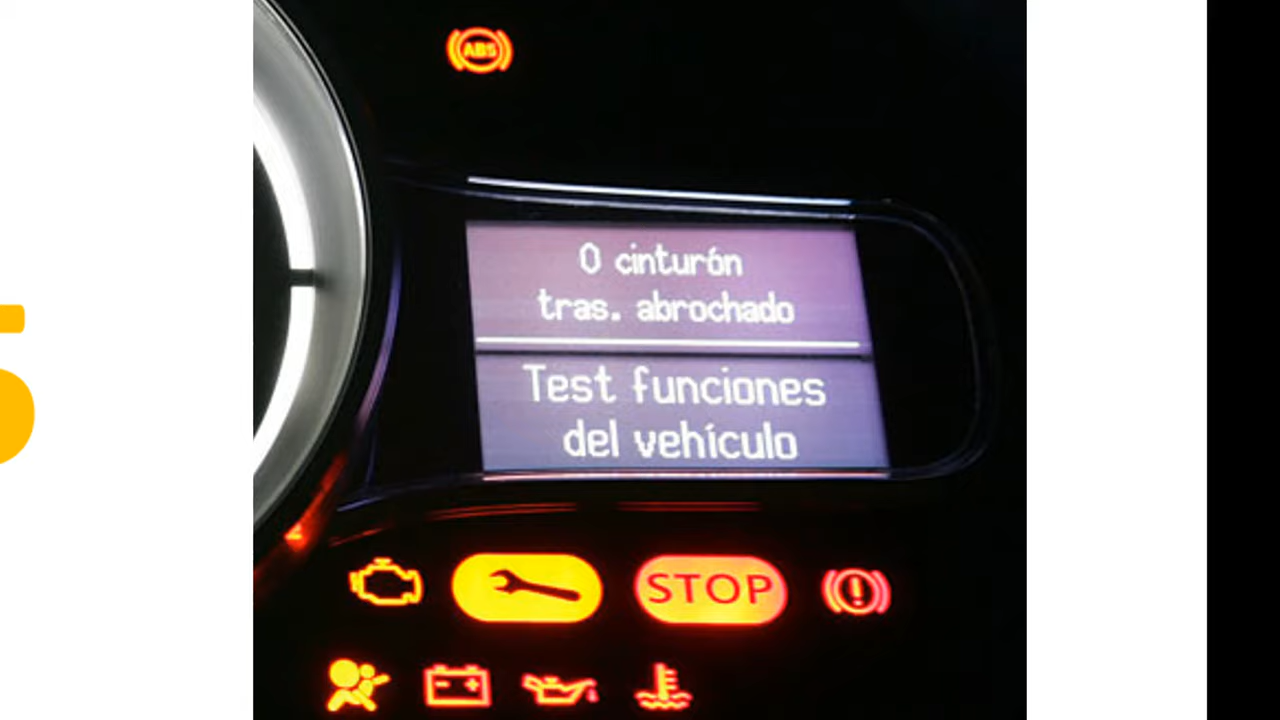 ABS
0 cinturón
tras. abrochado
Test funciones
del vehículo
STOP